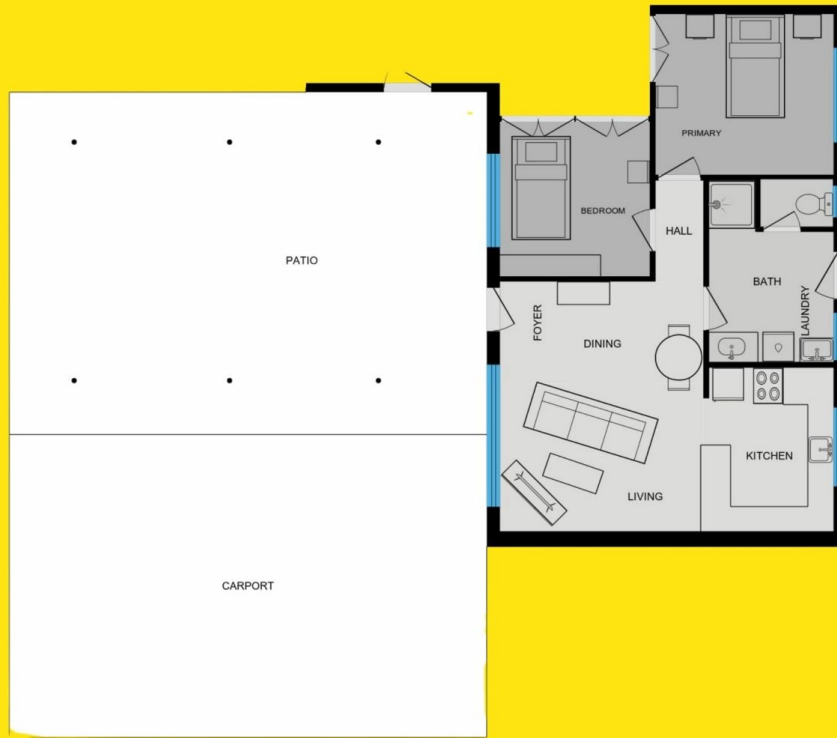 PRIMARY
BEDROOM
HALL
PATIO
BATH
LAUNDRY
FOYER
DINING
KITCHEN
LIVING
CARPORT